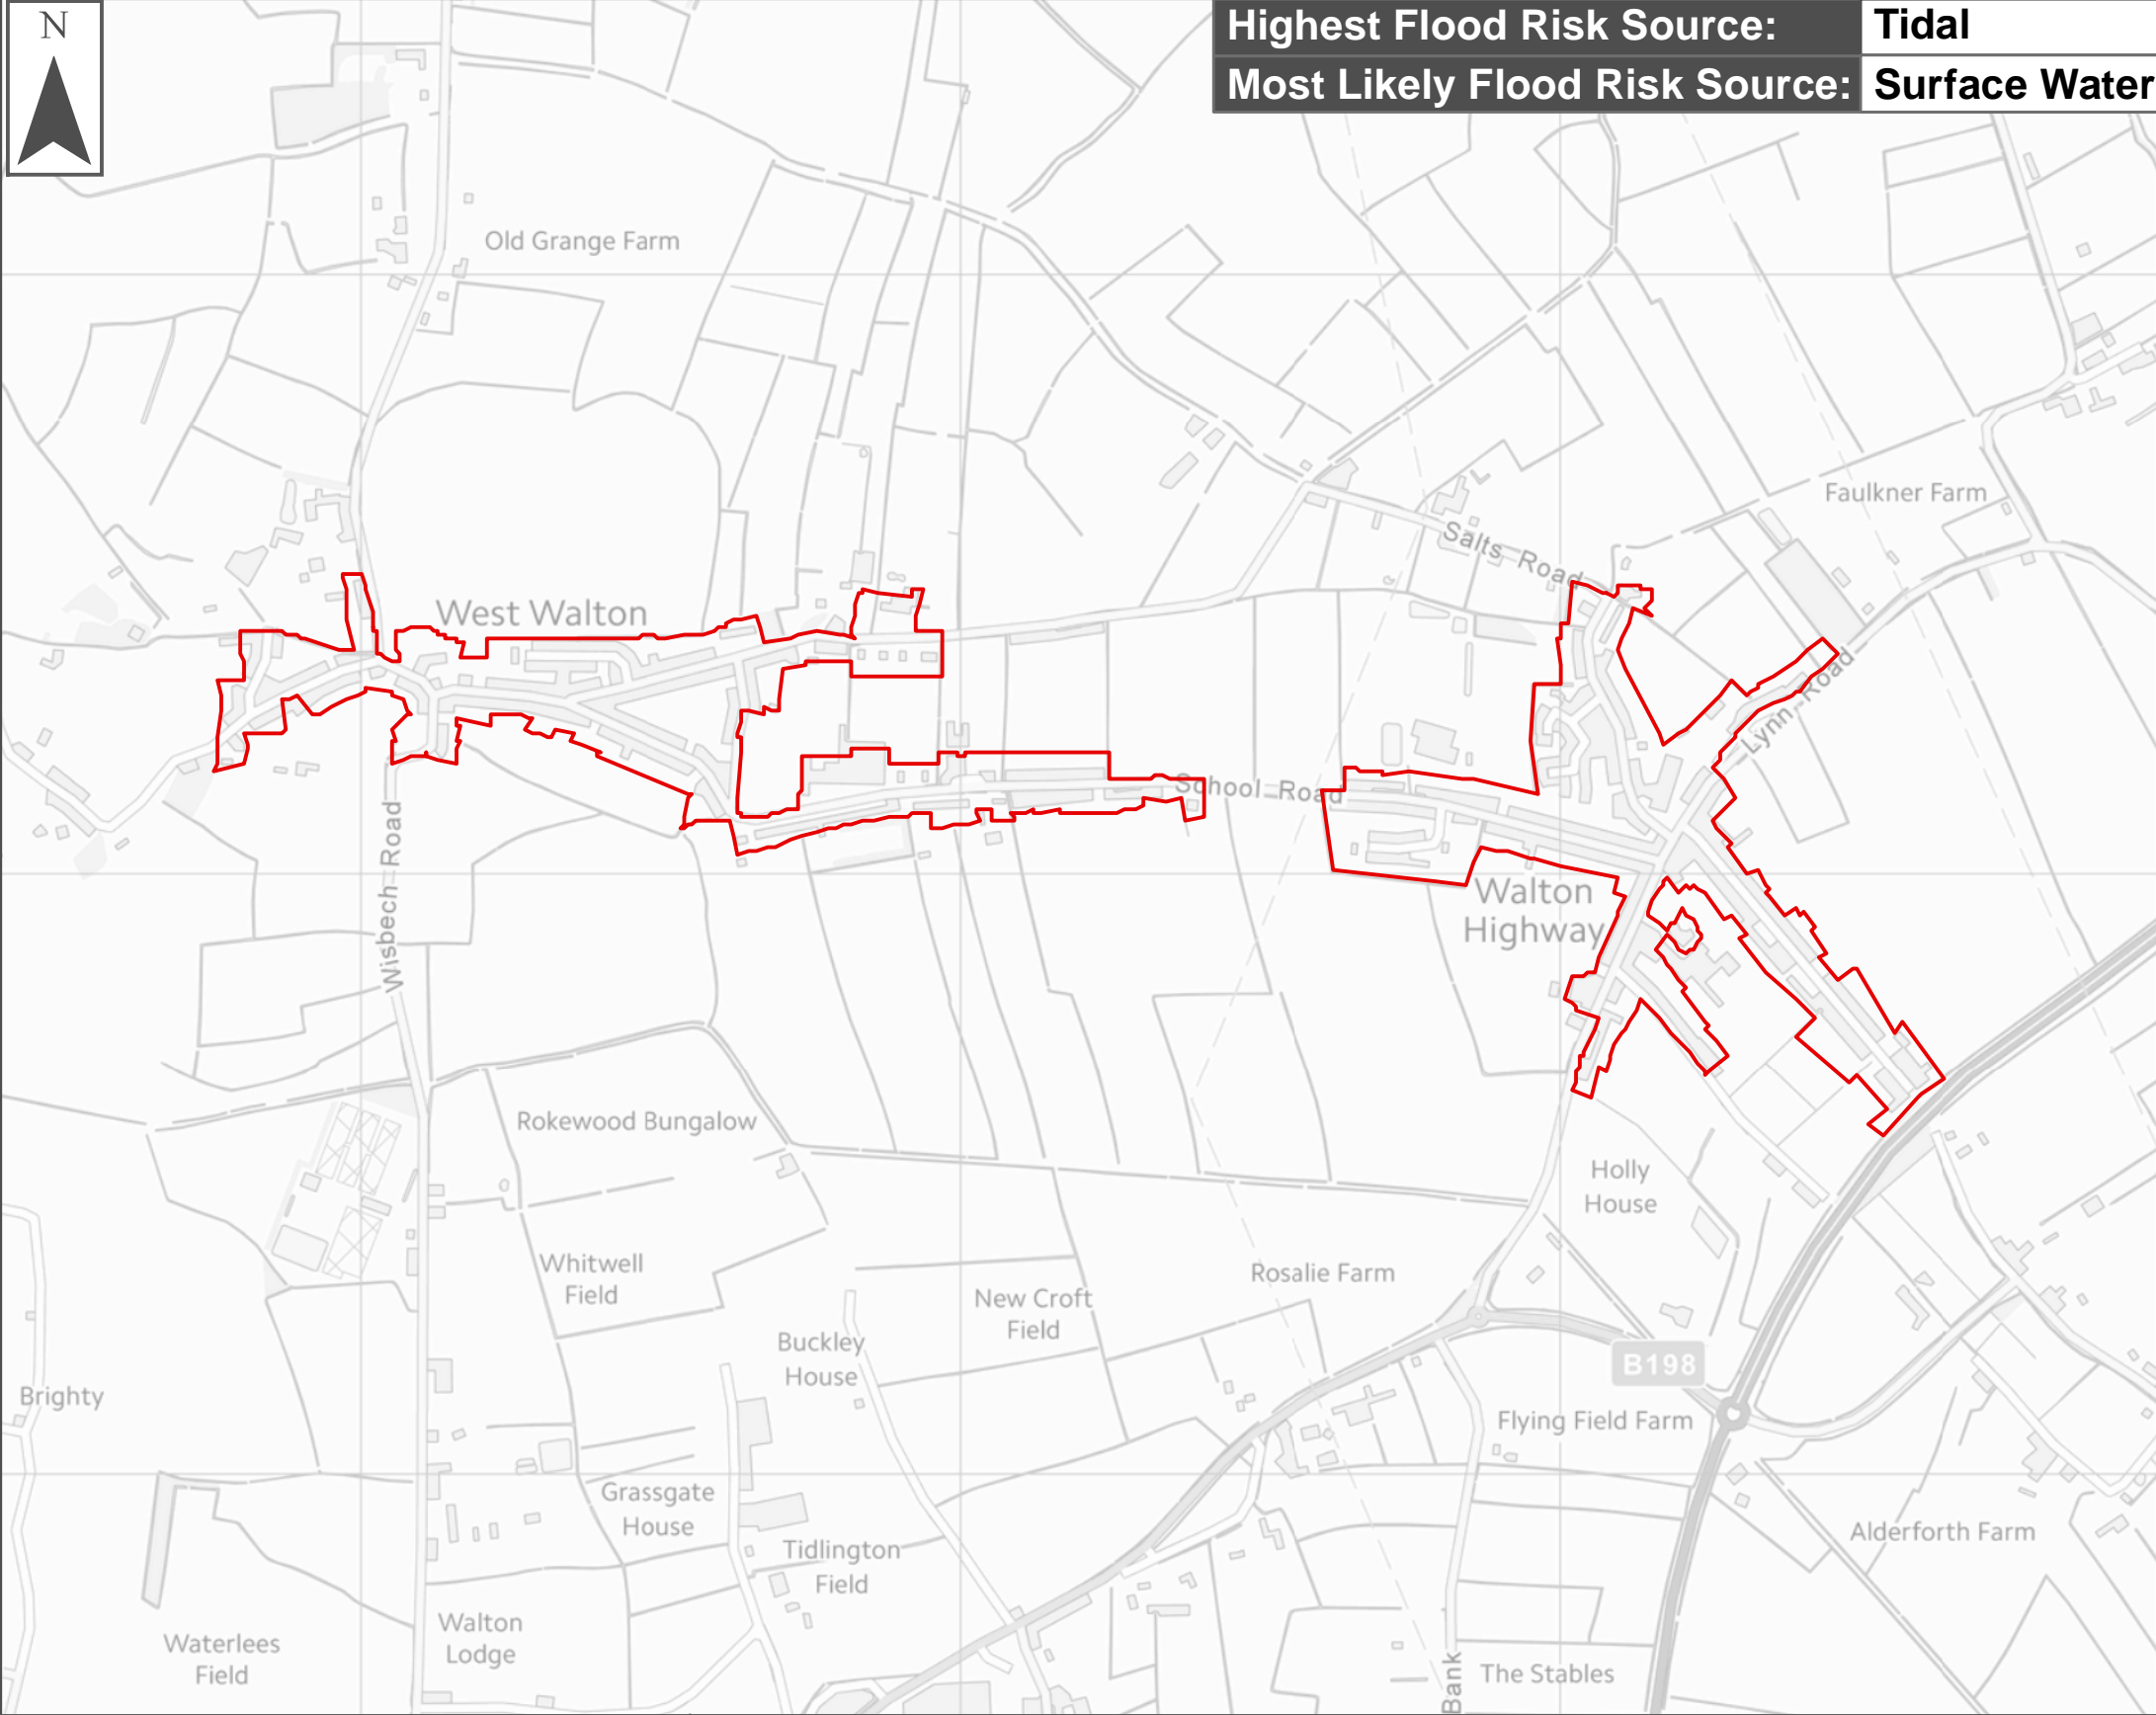 N
Highest Flood Risk Source: Tidal
Most Likely Flood Risk Source: Surface Water
Old Grange Farm
Faulkner Farm
Salts Road
West Walton
Lynn Road
School Road
Wisbech Road
Walton
Highway
Rokewood Bungalow
Holly
House
Whitwell
Field
Rosalie Farm
New Croft
Field
Buckley
House
B198
Brighty
Flying Field Farm
Grassgate
House
Alderforth Farm
Tidlington
Field
Walton
Lodge
Waterlees
Field
Bank
The Stables